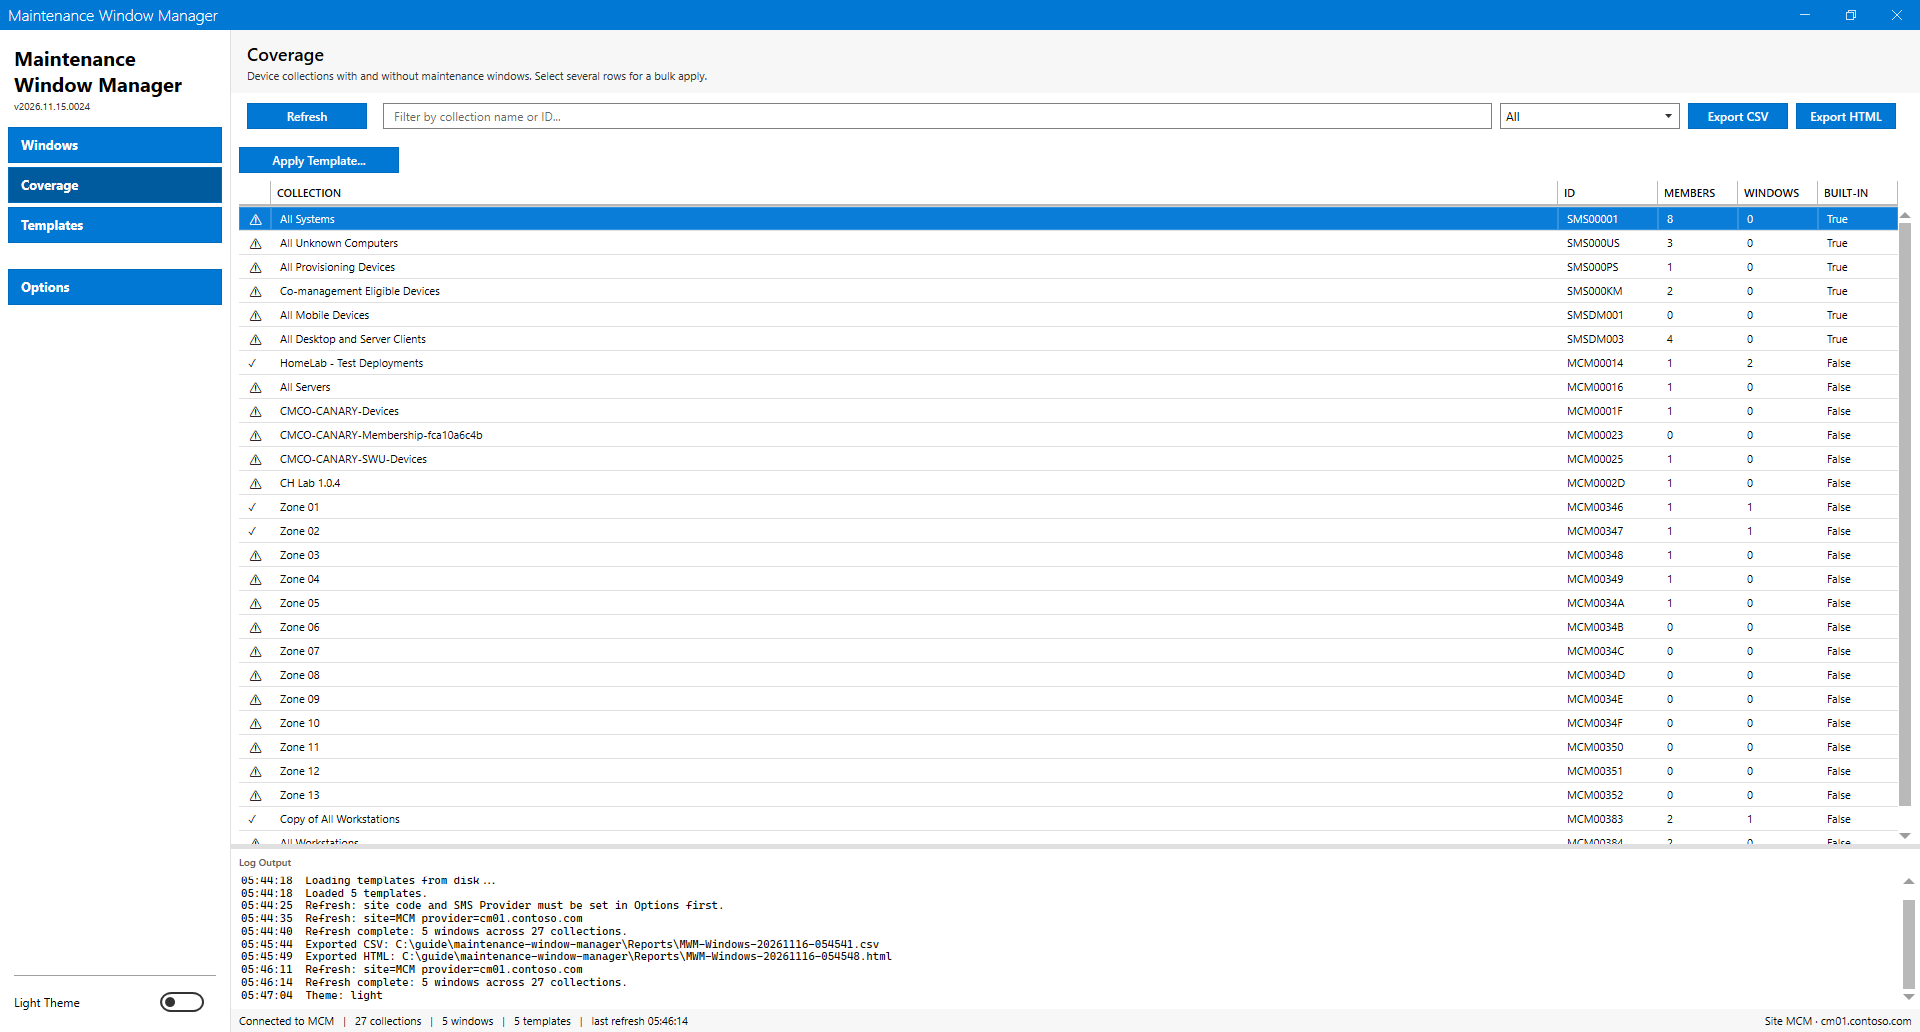 Maintenance Window Manager
Maintenance
Window Manager
v2026.11.15.0024
Windows
Coverage
Templates
Options
Light Theme
Coverage
Device collections with and without maintenance windows. Select several rows for a bulk apply.
Refresh
Filter by collection name or ID...
All
Export CSV
Export HTML
Apply Template...
COLLECTION ID MEMBERS WINDOWS BUILT-IN
All Systems SMS00001 8 0 True
All Unknown Computers SMS000US 3 0 True
All Provisioning Devices SMS000PS 1 0 True
Co-management Eligible Devices SMS000KM 2 0 True
All Mobile Devices SMSDM001 0 0 True
All Desktop and Server Clients SMSDM003 4 0 True
✓ HomeLab - Test Deployments MCM00014 1 2 False
All Servers MCM00016 1 0 False
CMCO-CANARY-Devices MCM0001F 1 0 False
CMCO-CANARY-Membership-fca10a6c4b MCM00023 0 0 False
CMCO-CANARY-SWU-Devices MCM00025 1 0 False
CH Lab 1.0.4 MCM0002D 1 0 False
✓ Zone 01 MCM00346 1 1 False
✓ Zone 02 MCM00347 1 1 False
Zone 03 MCM00348 1 0 False
Zone 04 MCM00349 1 0 False
Zone 05 MCM0034A 1 0 False
Zone 06 MCM0034B 0 0 False
Zone 07 MCM0034C 0 0 False
Zone 08 MCM0034D 0 0 False
Zone 09 MCM0034E 0 0 False
Zone 10 MCM0034F 0 0 False
Zone 11 MCM00350 0 0 False
Zone 12 MCM00351 0 0 False
Zone 13 MCM00352 0 0 False
✓ Copy of All Workstations MCM00383 2 1 False
All Workstations MCM00384 2 0 False
Log Output
05:44:18 Loading templates from disk...
05:44:18 Loaded 5 templates.
05:44:25 Refresh: site code and SMS Provider must be set in Options first.
05:44:35 Refresh: site=MCM provider=cm01.contoso.com
05:44:40 Refresh complete: 5 windows across 27 collections.
05:45:44 Exported CSV: C:\guide\maintenance-window-manager\Reports\MWM-Windows-20261116-054541.csv
05:45:49 Exported HTML: C:\guide\maintenance-window-manager\Reports\MWM-Windows-20261116-054548.html
05:46:11 Refresh: site=MCM provider=cm01.contoso.com
05:46:14 Refresh complete: 5 windows across 27 collections.
05:47:04 Theme: light
Connected to MCM | 27 collections | 5 windows | 5 templates | last refresh 05:46:14
Site MCM · cm01.contoso.com